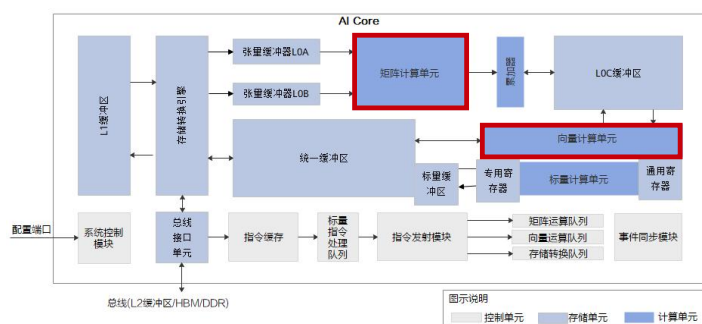 AI Core
张量缓冲器L0A
矩阵计算单元
累加器
L0C缓冲区
L1缓冲区
存储转换引擎
张量缓冲器L0B
向量计算单元
统一缓冲区
标量缓冲区
专用寄存器
标量计算单元
通用寄存器
配置端口
系统控制模块
总线接口单元
指令缓存
标量指令处理队列
指令发射模块
矩阵运算队列
向量运算队列
存储转换队列
事件同步模块
总线(L2缓冲区/HBM/DDR)
图示说明
控制单元
存储单元
计算单元